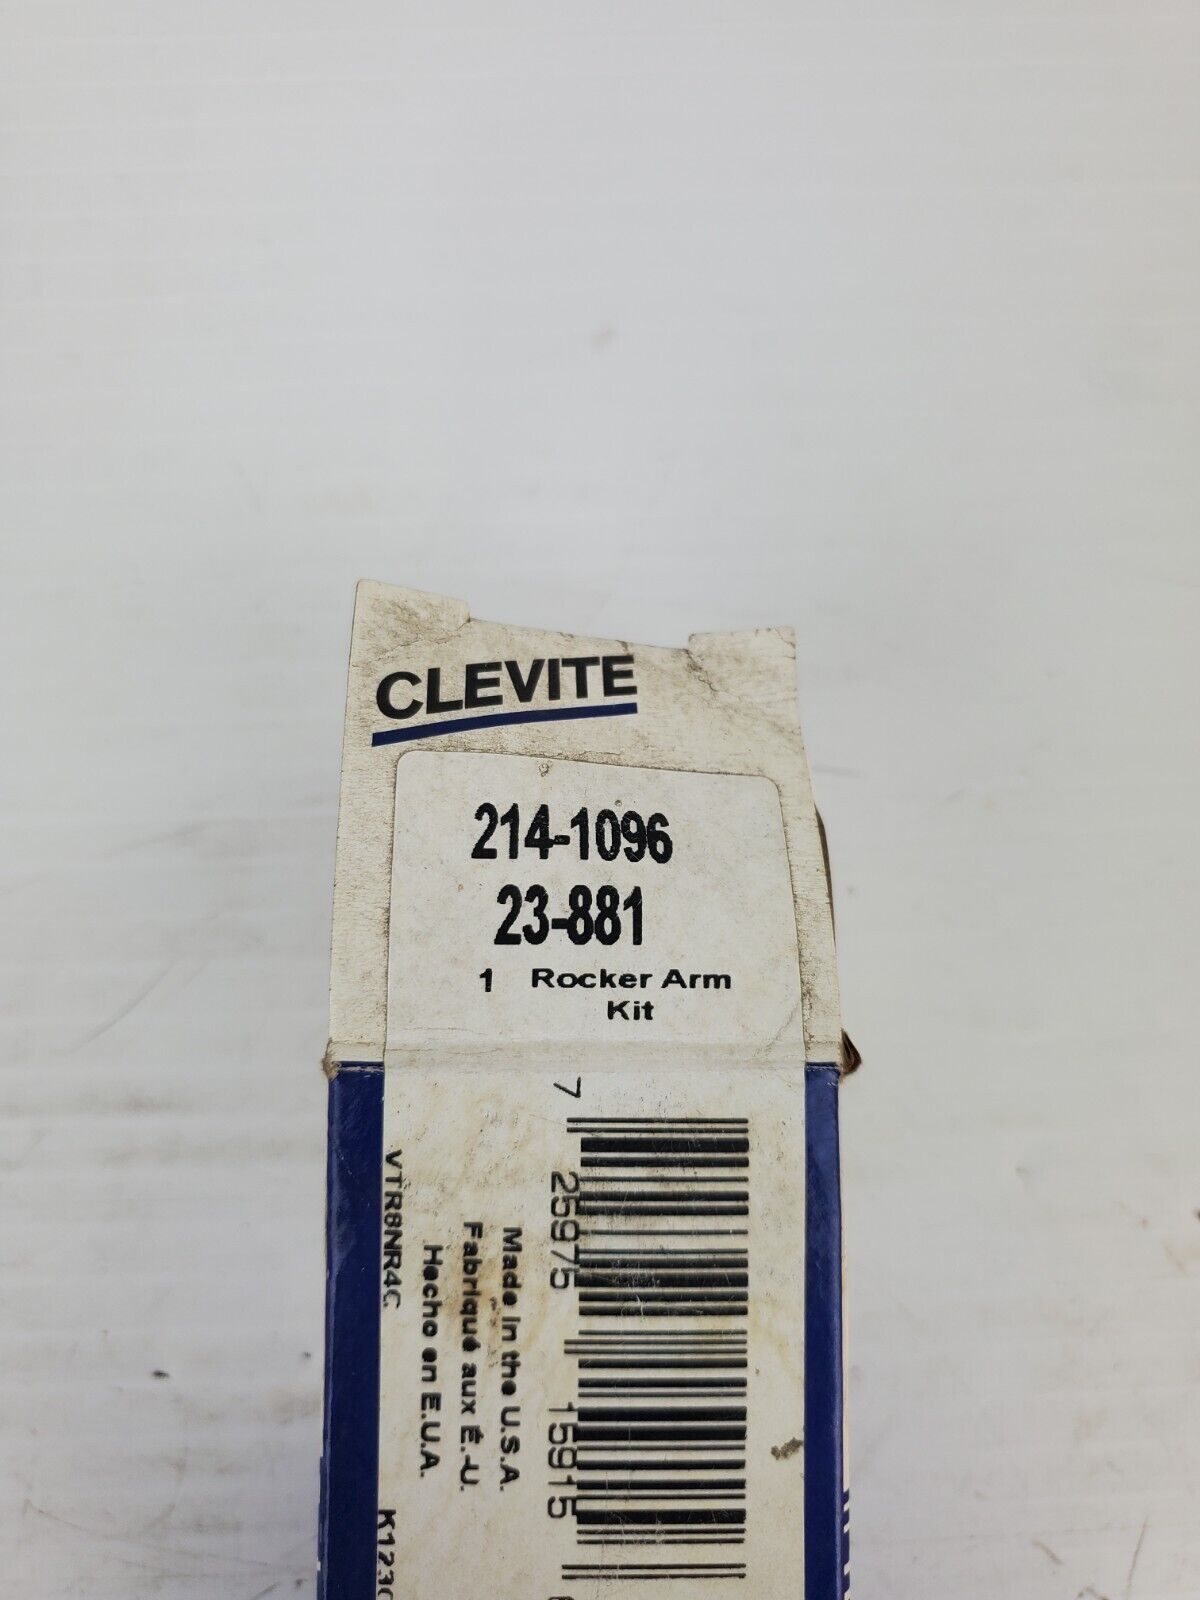 CLEVITE
214-1096
23-881
1 Rocker Arm
Kit
7 25975 15915
Made in the U.S.A.
Fabriqué aux É.-U.
Hecho en E.U.A.
VTR8NR4C